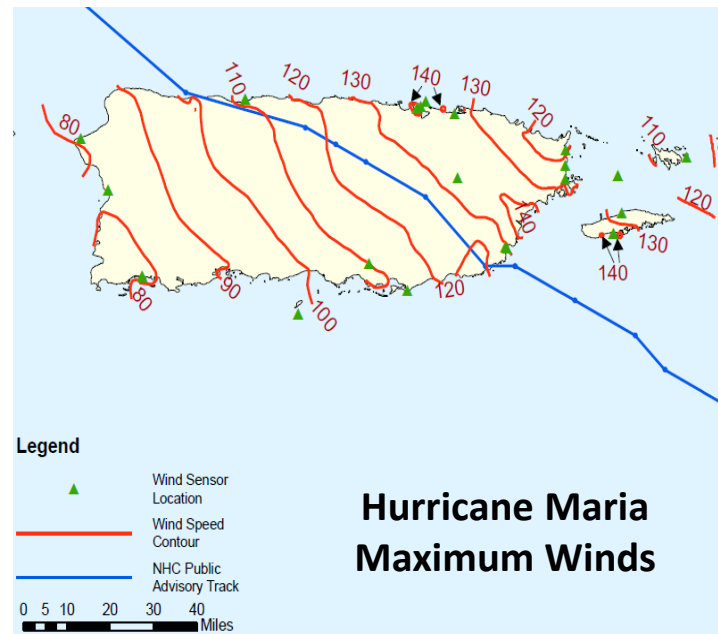 110
120
130
140
130
120
110
80
120
140
130
140
80
90
100
120
Legend
Wind Sensor
Location
Wind Speed
Contour
NHC Public
Advisory Track
0 5 10 20 30 40
Miles
Hurricane Maria
Maximum Winds